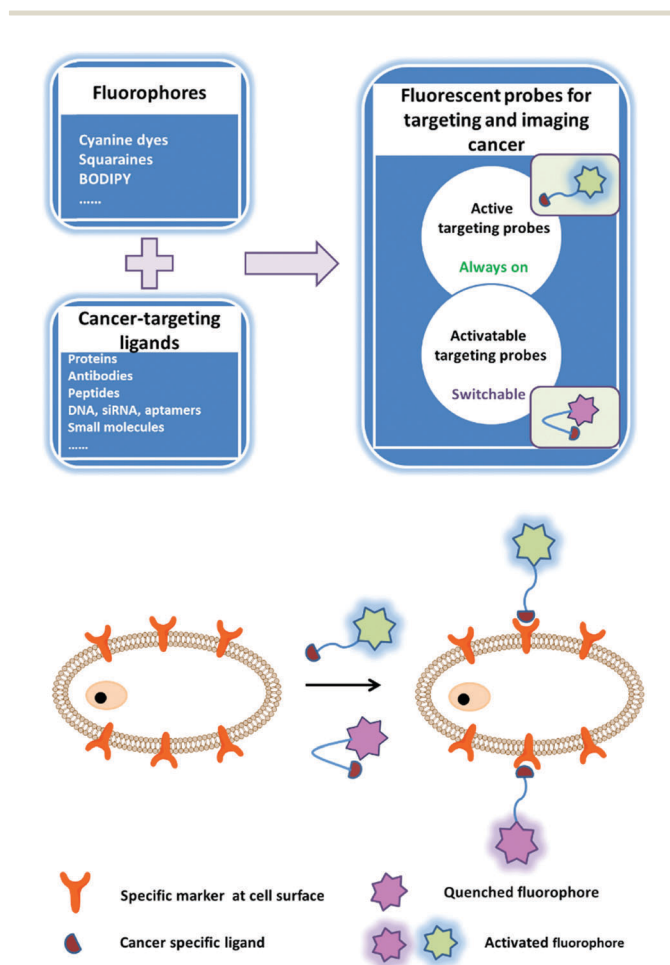 Fluorophores
Cyanine dyes
Squaraines
BODIPY
......
Cancer-targeting
ligands
Proteins
Antibodies
Peptides
DNA, siRNA, aptamers
Small molecules
......
Fluorescent probes for
targeting and imaging
cancer
Active
targeting probes
Always on
Activatable
targeting probes
Switchable
Specific marker at cell surface
Quenched fluorophore
Cancer specific ligand
Activated fluorophore